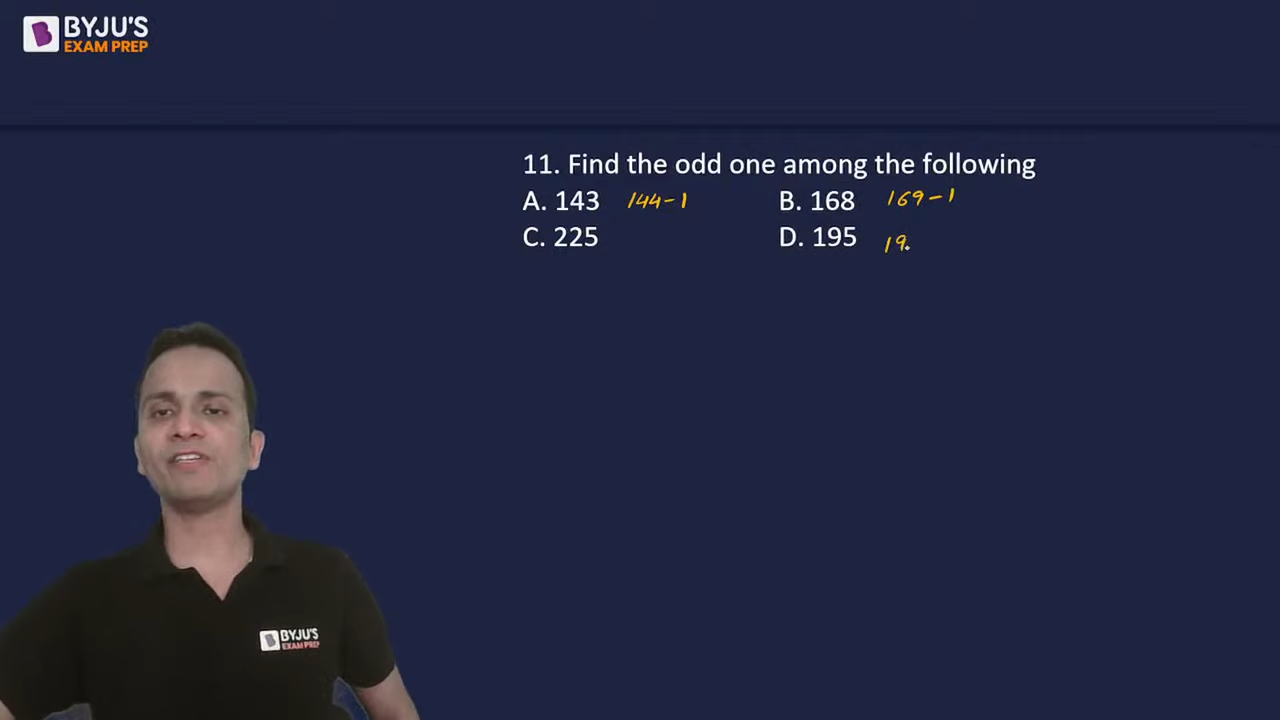 BYJU'S
EXAM PREP
11. Find the odd one among the following
A. 143 144-1 B. 168 169-1
C. 225 D. 195 19.
BYJU'S
EXAM PREP